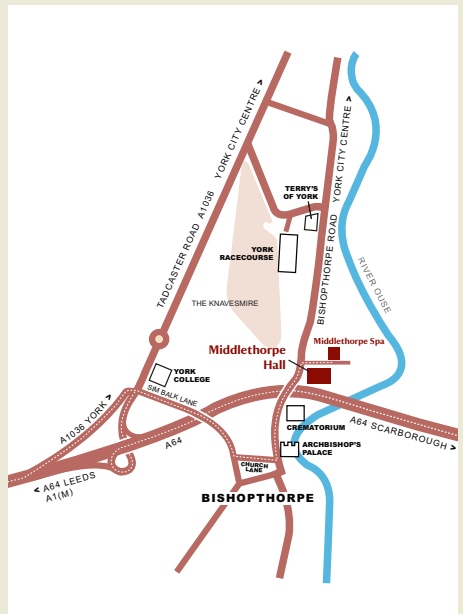 YORK CITY CENTRE >
TADCASTER ROAD A1036
YORK CITY CENTRE >
BISHOPTHORPE ROAD
TERRY'S
OF YORK
YORK
RACECOURSE
RIVER OUSE
THE KNAVESMIRE
Middlethorpe Spa
Middlethorpe
Hall
YORK
COLLEGE
SIM BALK LANE
A1036 YORK >
CREMATORIUM
A64 SCARBOROUGH >
A64
ARCHBISHOP'S
PALACE
CHURCH
LANE
< A64 LEEDS
A1(M)
BISHOPTHORPE